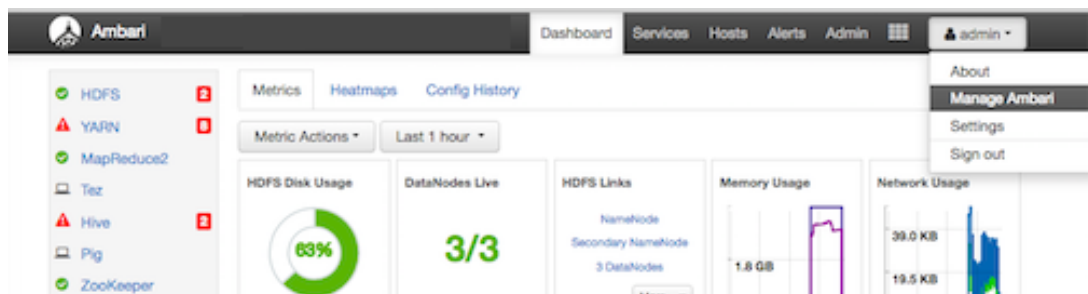 Ambari
Dashboard Services Hosts Alerts Admin admin
About
Manage Ambari
Settings
Sign out
HDFS 2
YARN
MapReduce2
Tez
Hive 2
Pig
ZooKeeper
Metrics Heatmaps Config History
Metric Actions Last 1 hour
HDFS Disk Usage
63%
DataNodes Live
3/3
HDFS Links
NameNode
Secondary NameNode
3 DataNodes
Memory Usage
1.8 GB
Network Usage
39.0 KB
19.5 KB